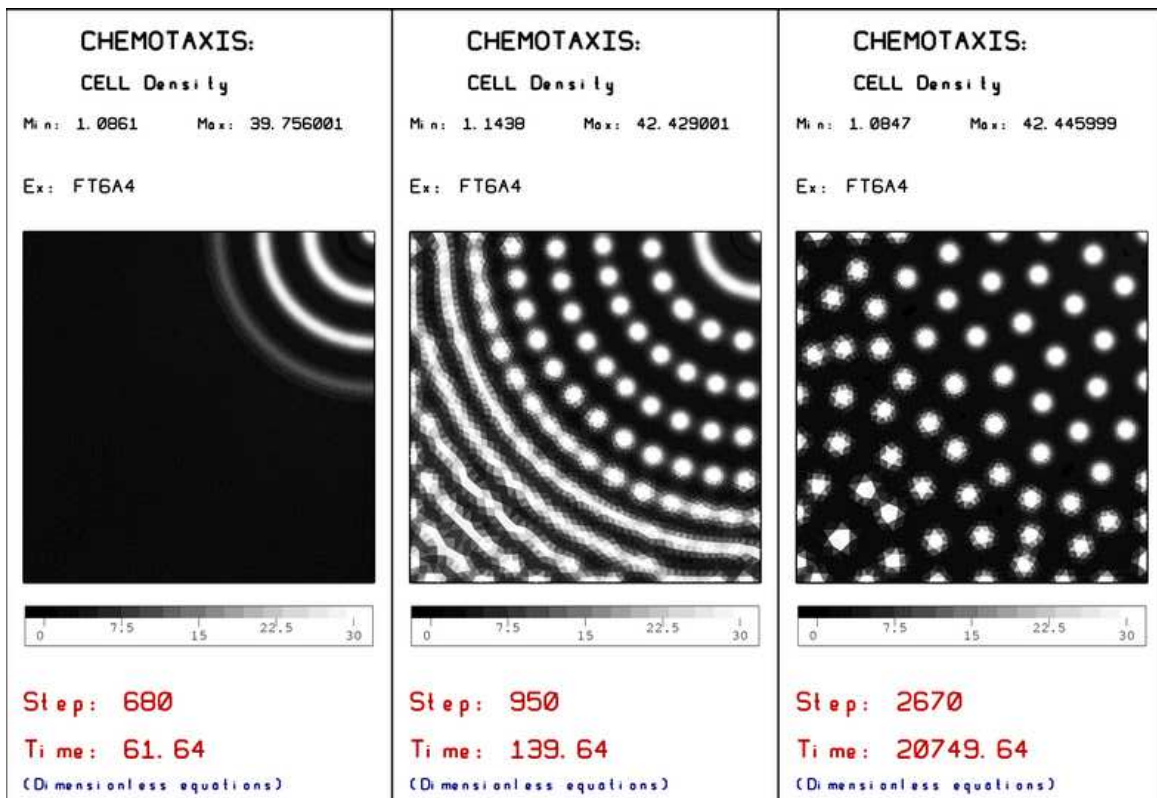 CHEMOTAXIS:
CELL Density
Min: 1.0861 Max: 39.756001
Ex: FT6A4
0 7.5 15 22.5 30
Step: 680
Time: 61.64
(Dimensionless equations)
CHEMOTAXIS:
CELL Density
Min: 1.1438 Max: 42.429001
Ex: FT6A4
0 7.5 15 22.5 30
Step: 950
Time: 139.64
(Dimensionless equations)
CHEMOTAXIS:
CELL Density
Min: 1.0847 Max: 42.445999
Ex: FT6A4
0 7.5 15 22.5 30
Step: 2670
Time: 20749.64
(Dimensionless equations)